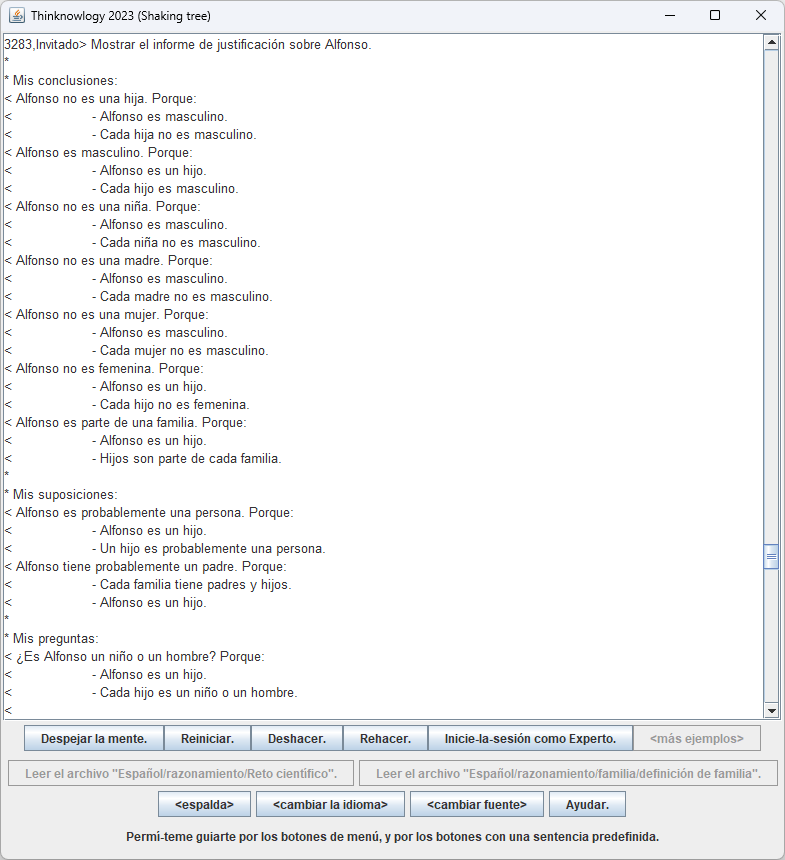 Thinknowlogy 2023 (Shaking tree)
3283,Invitado> Mostrar el informe de justificación sobre Alfonso.
*
* Mis conclusiones:
< Alfonso no es una hija. Porque:
< - Alfonso es masculino.
< - Cada hija no es masculino.
< Alfonso es masculino. Porque:
< - Alfonso es un hijo.
< - Cada hijo es masculino.
< Alfonso no es una niña. Porque:
< - Alfonso es masculino.
< - Cada niña no es masculino.
< Alfonso no es una madre. Porque:
< - Alfonso es masculino.
< - Cada madre no es masculino.
< Alfonso no es una mujer. Porque:
< - Alfonso es masculino.
< - Cada mujer no es masculino.
< Alfonso no es femenina. Porque:
< - Alfonso es un hijo.
< - Cada hijo no es femenina.
< Alfonso es parte de una familia. Porque:
< - Alfonso es un hijo.
< - Hijos son parte de cada familia.
*
* Mis suposiciones:
< Alfonso es probablemente una persona. Porque:
< - Alfonso es un hijo.
< - Un hijo es probablemente una persona.
< Alfonso tiene probablemente un padre. Porque:
< - Cada familia tiene padres y hijos.
< - Alfonso es un hijo.
*
* Mis preguntas:
< ¿Es Alfonso un niño o un hombre? Porque:
< - Alfonso es un hijo.
< - Cada hijo es un niño o un hombre.
<
Despejar la mente. Reiniciar. Deshacer. Rehacer. Inicie-la-sesión como Experto. <más ejemplos>
Leer el archivo "Español/razonamiento/Reto científico". Leer el archivo "Español/razonamiento/familia/definición de familia".
<espalda> <cambiar la idioma> <cambiar fuente> Ayudar.
Permí-teme guiarte por los botones de menú, y por los botones con una sentencia predefinida.